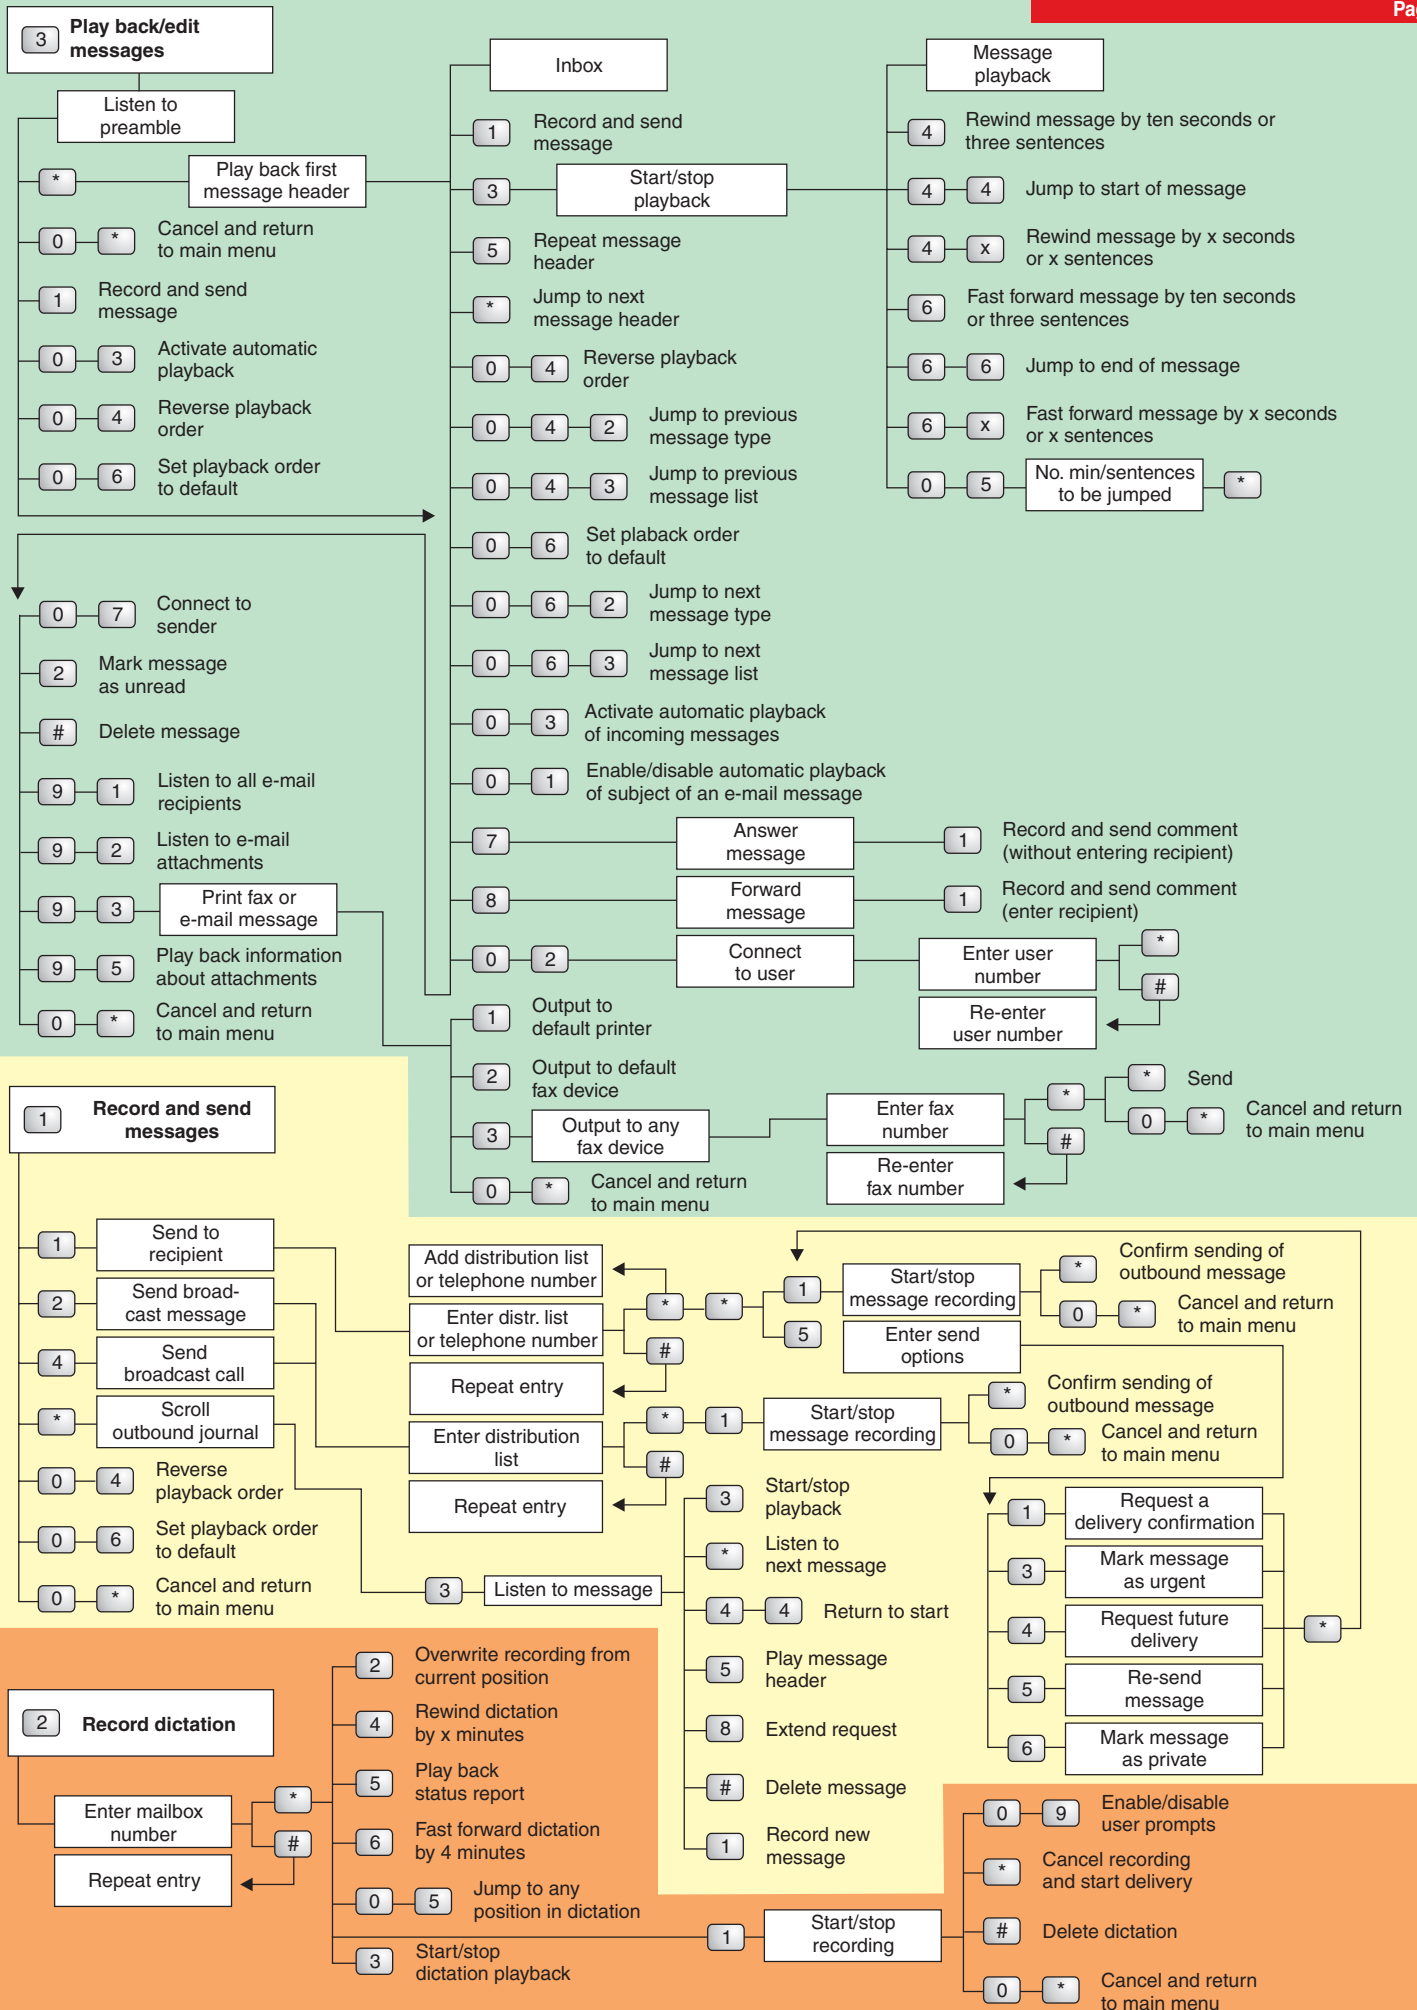 Pa
3
Play back/edit
messages
Listen to
preamble
*
Play back first
message header
0
*
Cancel and return
to main menu
1
Record and send
message
0
3
Activate automatic
playback
0
4
Reverse playback
order
0
6
Set playback order
to default
0
7
Connect to
sender
2
Mark message
as unread
#
Delete message
9
1
Listen to all e-mail
recipients
9
2
Listen to e-mail
attachments
9
3
Print fax or
e-mail message
9
5
Play back information
about attachments
0
*
Cancel and return
to main menu
Inbox
1
Record and send
message
3
Start/stop
playback
5
Repeat message
header
*
Jump to next
message header
0
4
Reverse playback
order
0
4
2
Jump to previous
message type
0
4
3
Jump to previous
message list
0
6
Set plaback order
to default
0
6
2
Jump to next
message type
0
6
3
Jump to next
message list
0
3
Activate automatic playback
of incoming messages
0
1
Enable/disable automatic playback
of subject of an e-mail message
7
Answer
message
1
Record and send comment
(without entering recipient)
8
Forward
message
1
Record and send comment
(enter recipient)
0
2
Connect
to user
Enter user
number
*
#
Re-enter
user number
Message
playback
4
Rewind message by ten seconds or
three sentences
4
4
Jump to start of message
4
x
Rewind message by x seconds
or x sentences
6
Fast forward message by ten seconds
or three sentences
6
6
Jump to end of message
6
x
Fast forward message by x seconds
or x sentences
0
5
No. min/sentences
to be jumped
*
1
Output to
default printer
2
Output to default
fax device
3
Output to any
fax device
Enter fax
number
*
#
Re-enter
fax number
*
Send
0
*
Cancel and return
to main menu
0
*
Cancel and return
to main menu
1
Record and send
messages
1
Send to
recipient
2
Send broad-
cast message
4
Send
broadcast call
*
Scroll
outbound journal
0
4
Reverse
playback order
0
6
Set playback order
to default
0
*
Cancel and return
to main menu
Add distribution list
or telephone number
Enter distr. list
or telephone number
*
*
#
Repeat entry
1
Start/stop
message recording
*
Confirm sending of
outbound message
0
*
Cancel and return
to main menu
5
Enter send
options
Enter distribution
list
*
1
#
Repeat entry
Start/stop
message recording
*
Confirm sending of
outbound message
0
*
Cancel and return
to main menu
3
Listen to message
3
Start/stop
playback
*
Listen to
next message
4
4
Return to start
5
Play message
header
8
Extend request
#
Delete message
1
Record new
message
1
Request a
delivery confirmation
3
Mark message
as urgent
4
Request future
delivery
5
Re-send
message
6
Mark message
as private
*
2
Record dictation
Enter mailbox
number
*
#
Repeat entry
2
Overwrite recording from
current position
4
Rewind dictation
by x minutes
5
Play back
status report
6
Fast forward dictation
by 4 minutes
0
5
Jump to any
position in dictation
3
Start/stop
dictation playback
1
Start/stop
recording
0
9
Enable/disable
user prompts
*
Cancel recording
and start delivery
#
Delete dictation
0
*
Cancel and return
to main menu